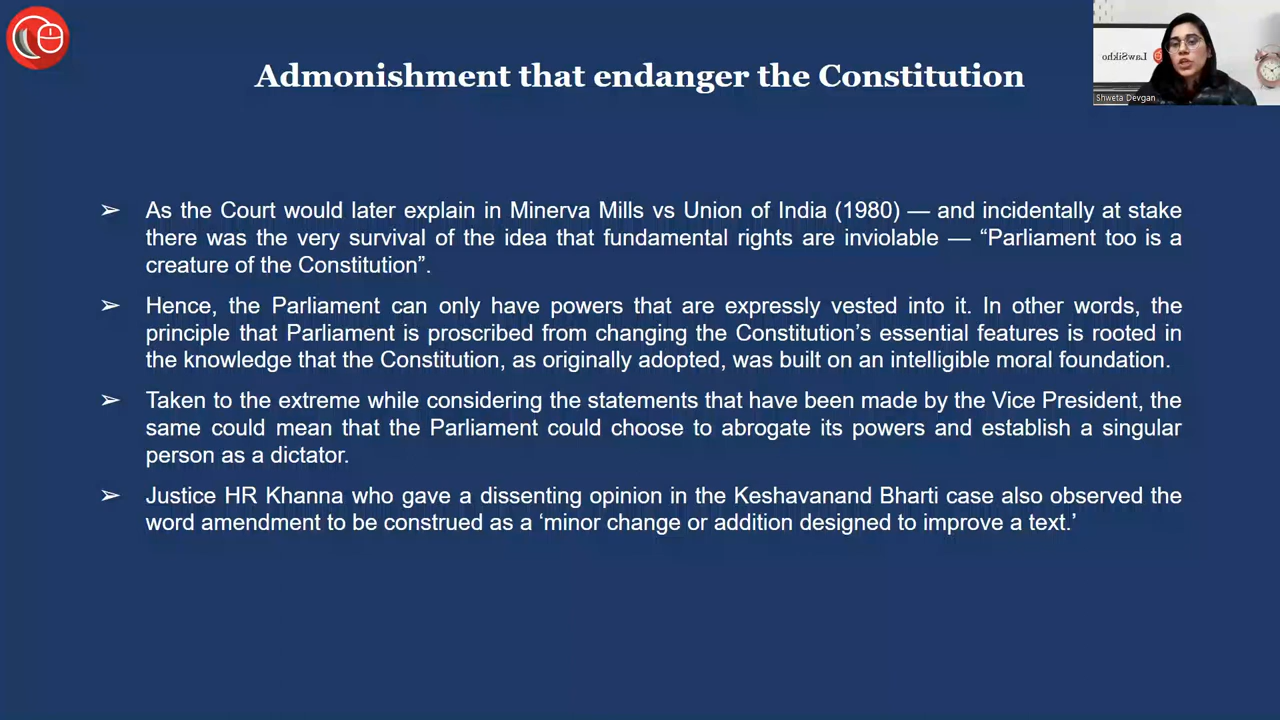 Admonishment that endanger the Constitution
LawSikho
Shweta Devgan
➢ As the Court would later explain in Minerva Mills vs Union of India (1980) — and incidentally at stake
there was the very survival of the idea that fundamental rights are inviolable — “Parliament too is a
creature of the Constitution”.
➢ Hence, the Parliament can only have powers that are expressly vested into it. In other words, the
principle that Parliament is proscribed from changing the Constitution’s essential features is rooted in
the knowledge that the Constitution, as originally adopted, was built on an intelligible moral foundation.
➢ Taken to the extreme while considering the statements that have been made by the Vice President, the
same could mean that the Parliament could choose to abrogate its powers and establish a singular
person as a dictator.
➢ Justice HR Khanna who gave a dissenting opinion in the Keshavanand Bharti case also observed the
word amendment to be construed as a ‘minor change or addition designed to improve a text.’